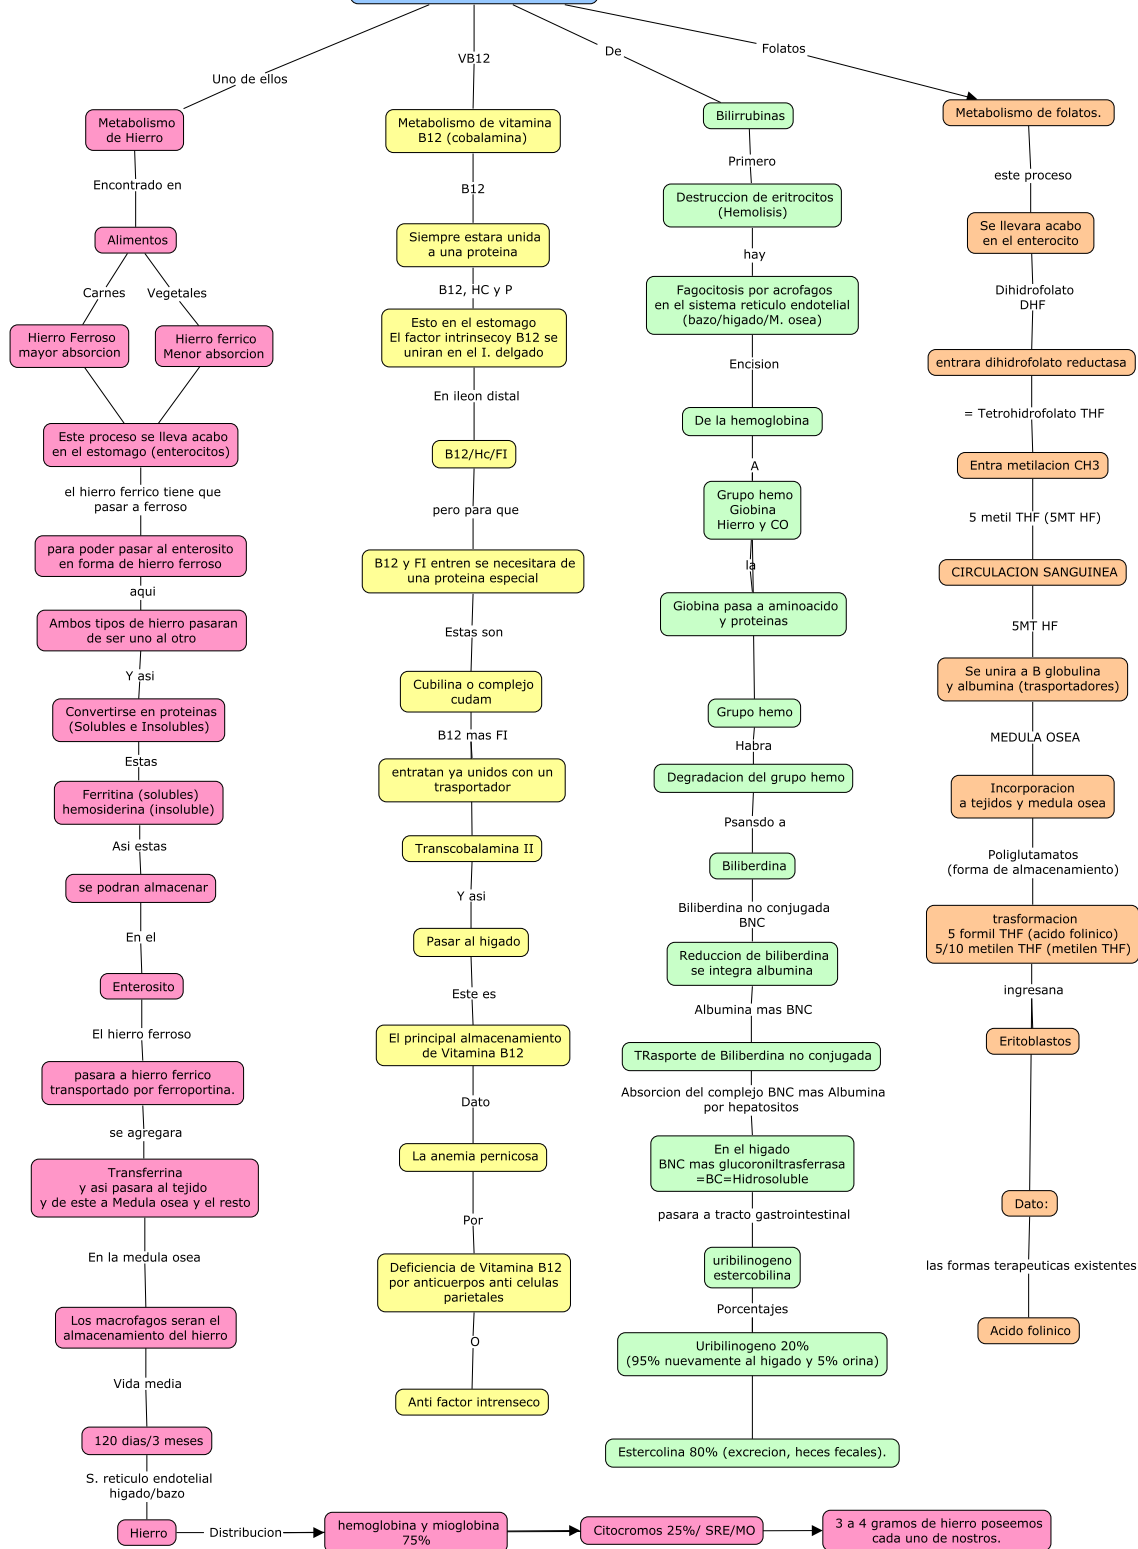 Uno de ellos
VB12
De
Folatos
Metabolismo
de Hierro
Encontrado en
Alimentos
Carnes
Vegetales
Hierro Ferroso
mayor absorcion
Hierro ferrico
Menor absorcion
Este proceso se lleva acabo
en el estomago (enterocitos)
el hierro ferrico tiene que
pasar a ferroso
para poder pasar al enterosito
en forma de hierro ferroso
aqui
Ambos tipos de hierro pasaran
de ser uno al otro
Y asi
Convertirse en proteinas
(Solubles e Insolubles)
Estas
Ferritina (solubles)
hemosiderina (insoluble)
Asi estas
se podran almacenar
En el
Enterosito
El hierro ferroso
pasara a hierro ferrico
transportado por ferroportina.
se agregara
Transferrina
y asi pasara al tejido
y de este a Medula osea y el resto
En la medula osea
Los macrofagos seran el
almacenamiento del hierro
Vida media
120 dias/3 meses
S. reticulo endotelial
higado/bazo
Hierro
Distribucion
hemoglobina y mioglobina
75%
Citocromos 25%/ SRE/MO
3 a 4 gramos de hierro poseemos
cada uno de nostros.
Metabolismo de vitamina
B12 (cobalamina)
B12
Siempre estara unida
a una proteina
B12, HC y P
Esto en el estomago
El factor intrinsecoy B12 se
uniran en el I. delgado
En ileon distal
B12/Hc/FI
pero para que
B12 y FI entren se necesitara de
una proteina especial
Estas son
Cubilina o complejo
cudam
B12 mas FI
entratan ya unidos con un
trasportador
Transcobalamina II
Y asi
Pasar al higado
Este es
El principal almacenamiento
de Vitamina B12
Dato
La anemia pernicosa
Por
Deficiencia de Vitamina B12
por anticuerpos anti celulas
parietales
O
Anti factor intrenseco
Bilirrubinas
Primero
Destruccion de eritrocitos
(Hemolisis)
hay
Fagocitosis por acrofagos
en el sistema reticulo endotelial
(bazo/higado/M. osea)
Encision
De la hemoglobina
A
Grupo hemo
Giobina
Hierro y CO
la
Giobina pasa a aminoacido
y proteinas
Grupo hemo
Habra
Degradacion del grupo hemo
Psansdo a
Biliberdina
Biliberdina no conjugada
BNC
Reduccion de biliberdina
se integra albumina
Albumina mas BNC
TRasporte de Biliberdina no conjugada
Absorcion del complejo BNC mas Albumina
por hepatositos
En el higado
BNC mas glucoroniltrasferrasa
=BC=Hidrosoluble
pasara a tracto gastrointestinal
uribilinogeno
estercobilina
Porcentajes
Uribilinogeno 20%
(95% nuevamente al higado y 5% orina)
Estercolina 80% (excrecion, heces fecales).
Metabolismo de folatos.
este proceso
Se llevara acabo
en el enterocito
Dihidrofolato
DHF
entrara dihidrofolato reductasa
= Tetrohidrofolato THF
Entra metilacion CH3
5 metil THF (5MT HF)
CIRCULACION SANGUINEA
5MT HF
Se unira a B globulina
y albumina (trasportadores)
MEDULA OSEA
Incorporacion
a tejidos y medula osea
Poliglutamatos
(forma de almacenamiento)
trasformacion
5 formil THF (acido folinico)
5/10 metilen THF (metilen THF)
ingresana
Eritoblastos
Dato:
las formas terapeuticas existentes
Acido folinico